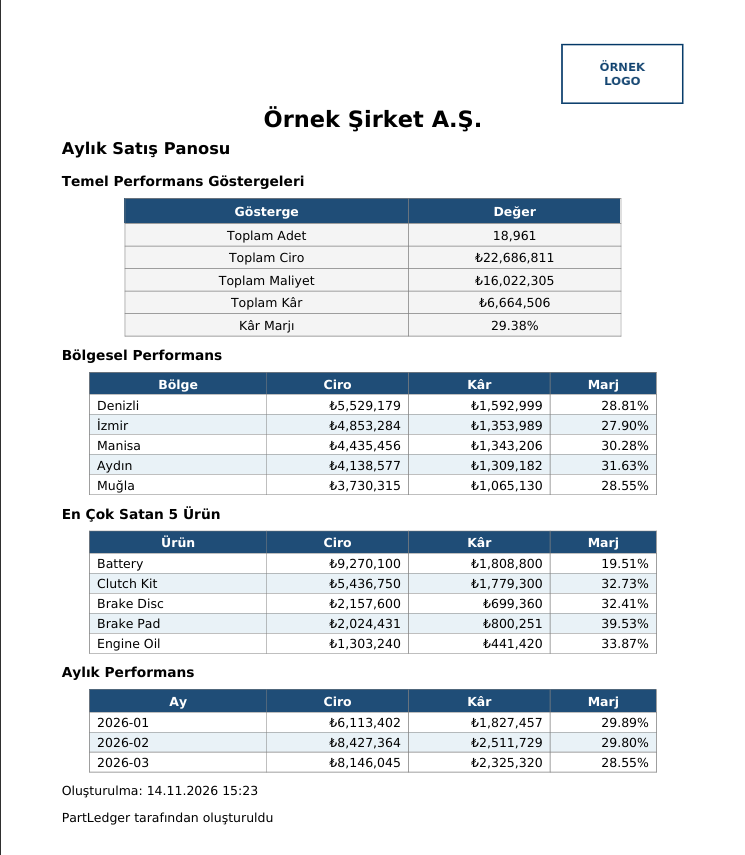 ÖRNEK
LOGO
Örnek Şirket A.Ş.
Aylık Satış Panosu
Temel Performans Göstergeleri
Gösterge Değer
Toplam Adet 18,961
Toplam Ciro ₺22,686,811
Toplam Maliyet ₺16,022,305
Toplam Kâr ₺6,664,506
Kâr Marjı 29.38%
Bölgesel Performans
Bölge Ciro Kâr Marj
Denizli ₺5,529,179 ₺1,592,999 28.81%
İzmir ₺4,853,284 ₺1,353,989 27.90%
Manisa ₺4,435,456 ₺1,343,206 30.28%
Aydın ₺4,138,577 ₺1,309,182 31.63%
Muğla ₺3,730,315 ₺1,065,130 28.55%
En Çok Satan 5 Ürün
Ürün Ciro Kâr Marj
Battery ₺9,270,100 ₺1,808,800 19.51%
Clutch Kit ₺5,436,750 ₺1,779,300 32.73%
Brake Disc ₺2,157,600 ₺699,360 32.41%
Brake Pad ₺2,024,431 ₺800,251 39.53%
Engine Oil ₺1,303,240 ₺441,420 33.87%
Aylık Performans
Ay Ciro Kâr Marj
2026-01 ₺6,113,402 ₺1,827,457 29.89%
2026-02 ₺8,427,364 ₺2,511,729 29.80%
2026-03 ₺8,146,045 ₺2,325,320 28.55%
Oluşturulma: 14.11.2026 15:23
PartLedger tarafından oluşturuldu